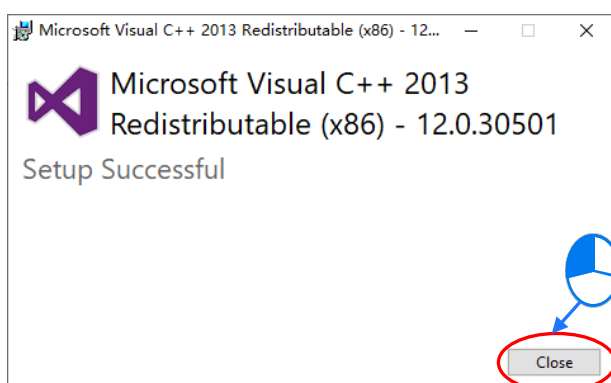 Microsoft Visual C++ 2013 Redistributable (x86) - 12...
Microsoft Visual C++ 2013
Redistributable (x86) - 12.0.30501
Setup Successful
Close